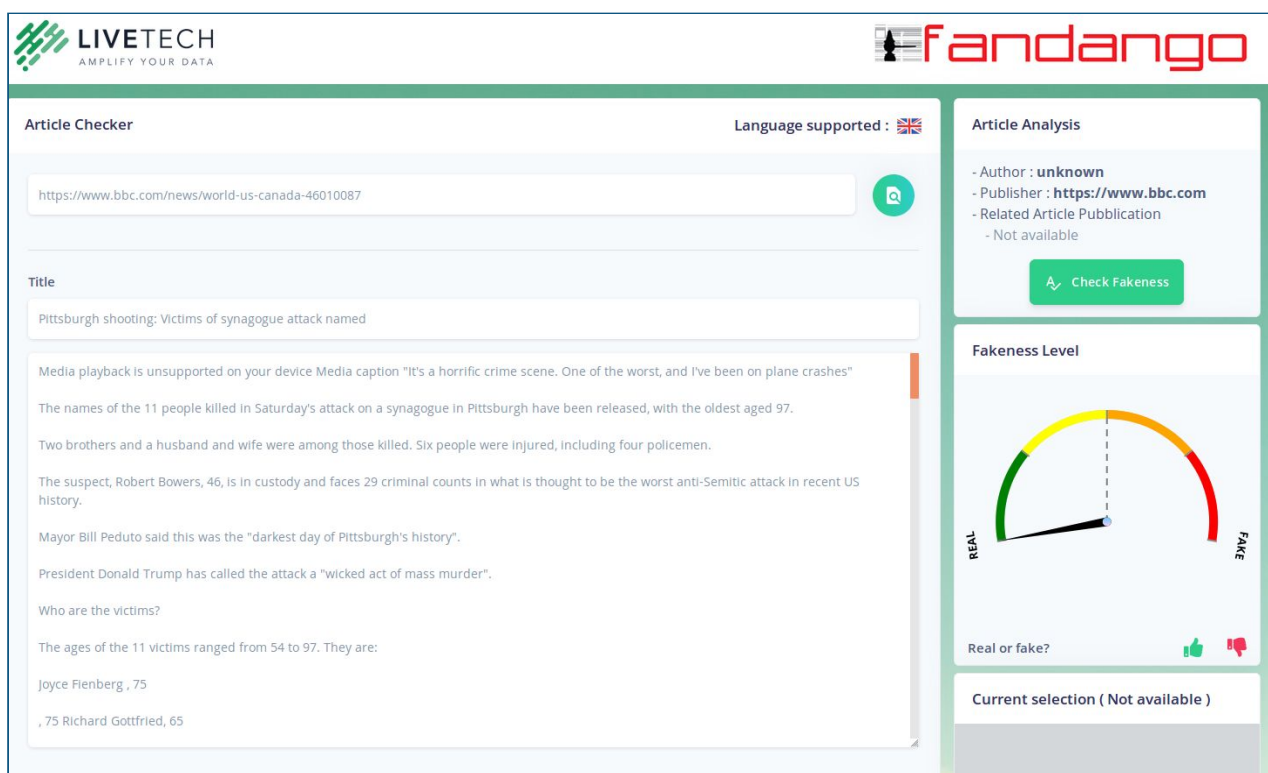 LIVETECH
AMPLIFY YOUR DATA
fandango
Article Checker
Language supported :
https://www.bbc.com/news/world-us-canada-46010087
Title
Pittsburgh shooting: Victims of synagogue attack named
Media playback is unsupported on your device Media caption "It's a horrific crime scene. One of the worst, and I've been on plane crashes"
The names of the 11 people killed in Saturday's attack on a synagogue in Pittsburgh have been released, with the oldest aged 97.
Two brothers and a husband and wife were among those killed. Six people were injured, including four policemen.
The suspect, Robert Bowers, 46, is in custody and faces 29 criminal counts in what is thought to be the worst anti-Semitic attack in recent US
history.
Mayor Bill Peduto said this was the "darkest day of Pittsburgh's history".
President Donald Trump has called the attack a "wicked act of mass murder".
Who are the victims?
The ages of the 11 victims ranged from 54 to 97. They are:
Joyce Fienberg , 75
, 75 Richard Gottfried, 65
Article Analysis
- Author : unknown
- Publisher : https://www.bbc.com
- Related Article Pubblication
- Not available
Check Fakeness
Fakeness Level
REAL
FAKE
Real or fake?
Current selection ( Not available )